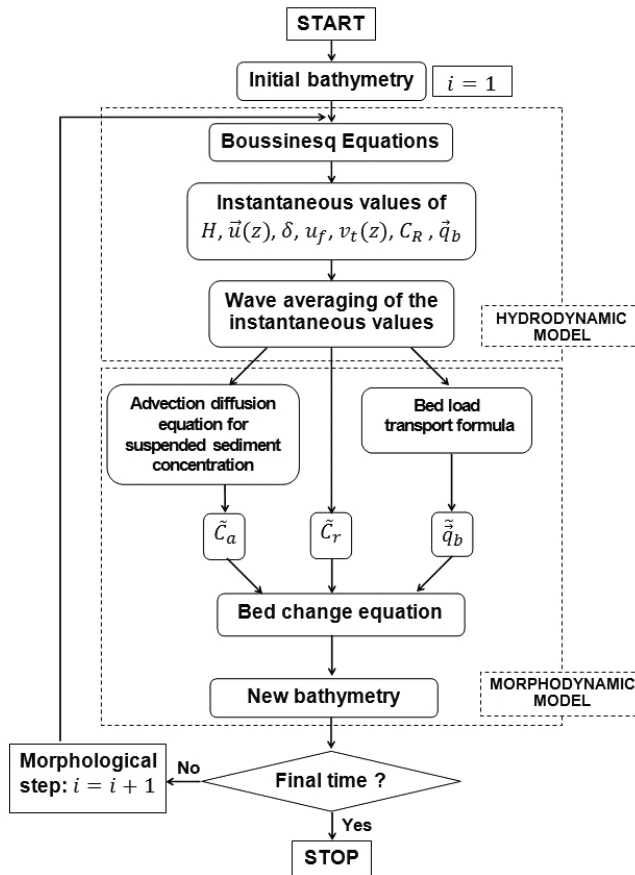 START
Initial bathymetry
i = 1
Boussinesq Equations
Instantaneous values of
H, u⃗(z), δ, u_f, v_t(z), C_R , q⃗_b
Wave averaging of the
instantaneous values
HYDRODYNAMIC
MODEL
Advection diffusion
equation for
suspended sediment
concentration
Bed load
transport formula
C̃_a
C̃_r
q⃗̃_b
Bed change equation
New bathymetry
MORPHODYNAMIC
MODEL
Morphological
step: i = i + 1
No
Final time ?
Yes
STOP